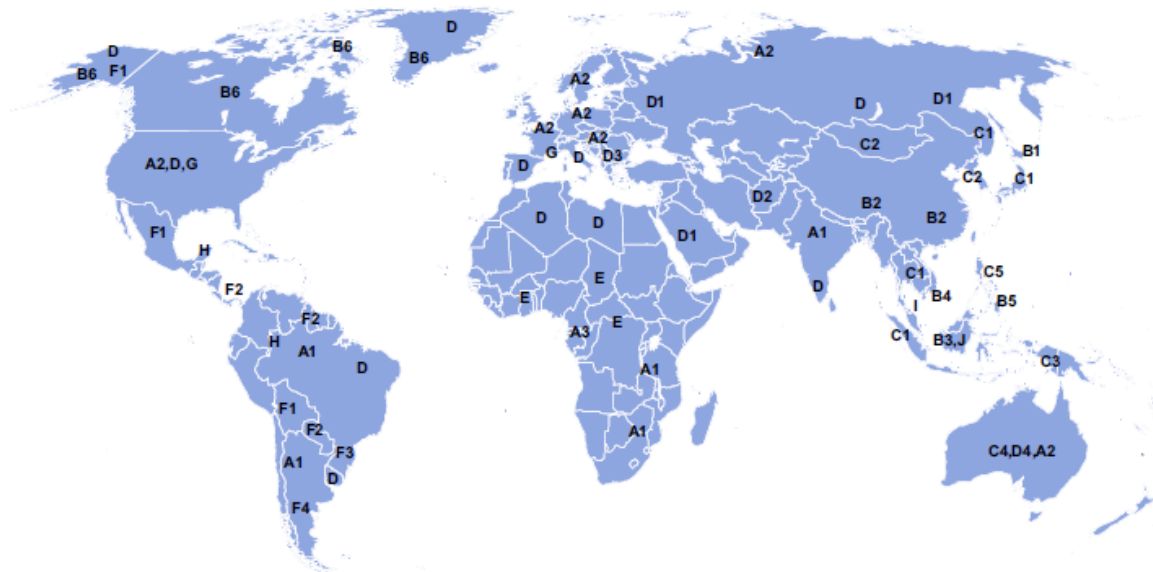 D
B6
D
F1
B6
B6
B6
A2,D,G
F1
H
F2
F2
H
A1
D
F1
F2
A1
F3
D
F4
A2
A2
A2
A2
A2
D1
D
D1
G
D
D
D3
D2
D1
C2
C1
B1
C2
C1
B2
B2
A1
D
D
D
E
E
E
A3
A1
A1
C1
C5
B4
B5
I
C1
B3,J
C3
C4,D4,A2